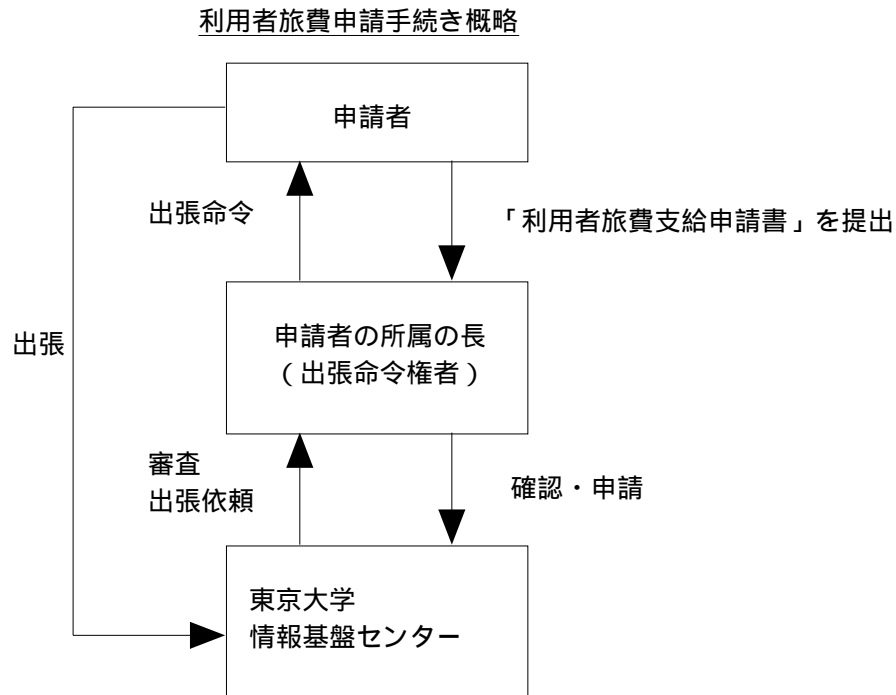 利用者旅費申請手続き概略
申請者
出張命令
「利用者旅費支給申請書」を提出
出張
申請者の所属の長
(出張命令権者)
審査
出張依頼
確認・申請
東京大学
情報基盤センター